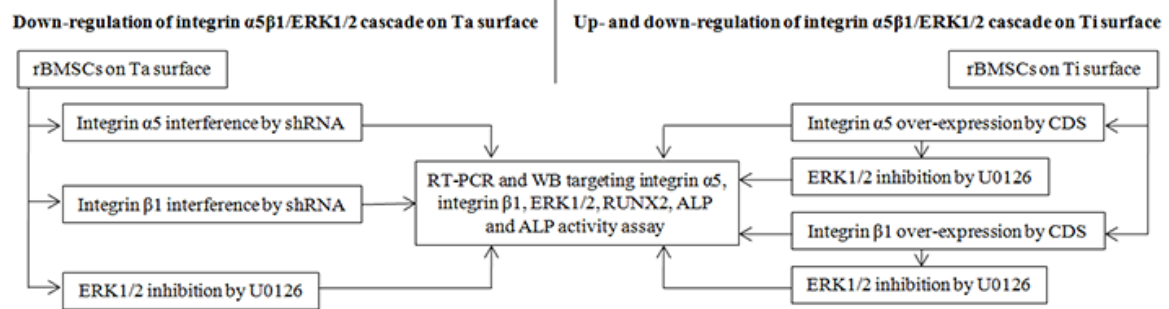 Down-regulation of integrin α5β1/ERK1/2 cascade on Ta surface
Up- and down-regulation of integrin α5β1/ERK1/2 cascade on Ti surface
rBMSCs on Ta surface
rBMSCs on Ti surface
Integrin α5 interference by shRNA
Integrin α5 over-expression by CDS
RT-PCR and WB targeting integrin α5,
integrin β1, ERK1/2, RUNX2, ALP
and ALP activity assay
ERK1/2 inhibition by U0126
Integrin β1 interference by shRNA
Integrin β1 over-expression by CDS
ERK1/2 inhibition by U0126
ERK1/2 inhibition by U0126